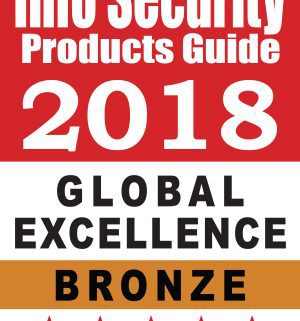 Info Security
Products Guide
2018
GLOBAL
EXCELLENCE
BRONZE